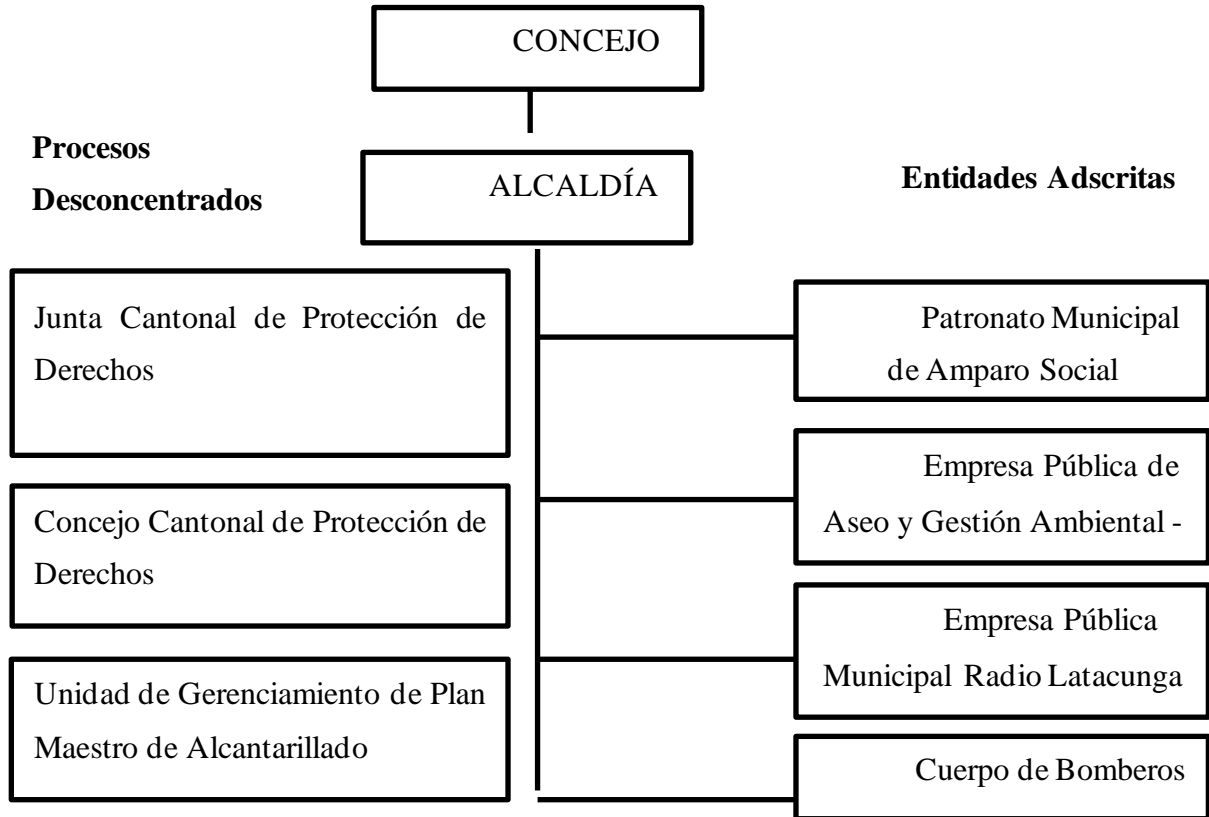 CONCEJO
Procesos
Desconcentrados
ALCALDÍA
Entidades Adscritas
Junta Cantonal de Protección de
Derechos
Concejo Cantonal de Protección de
Derechos
Unidad de Gerenciamiento de Plan
Maestro de Alcantarillado
Patronato Municipal
de Amparo Social
Empresa Pública de
Aseo y Gestión Ambiental -
Empresa Pública
Municipal Radio Latacunga
Cuerpo de Bomberos